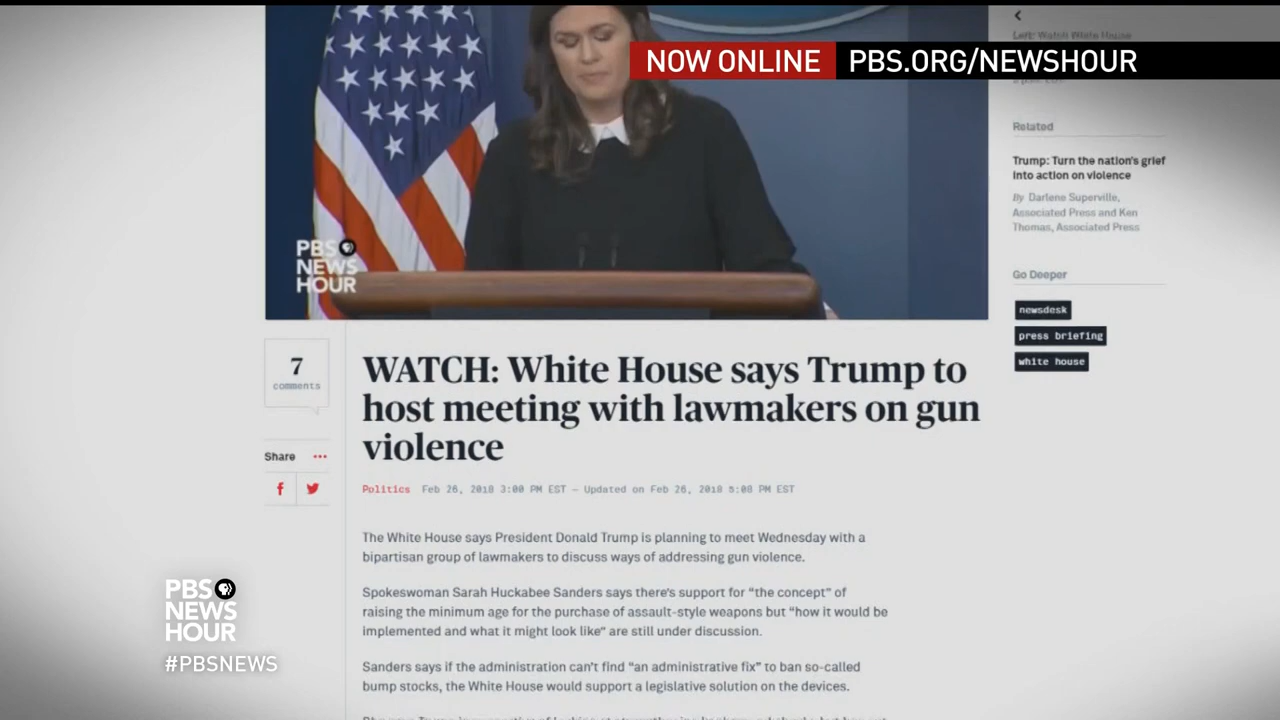 NOW ONLINE PBS.ORG/NEWSHOUR
Left: Watch White House
PBS
NEWS
HOUR
Related
Trump: Turn the nation's grief
into action on violence
By Darlene Superville,
Associated Press and Ken
Thomas, Associated Press
Go Deeper
newsdesk
press briefing
white house
7
comments
Share
WATCH: White House says Trump to
host meeting with lawmakers on gun
violence
Politics Feb 26, 2018 3:00 PM EST — Updated on Feb 26, 2018 5:08 PM EST
The White House says President Donald Trump is planning to meet Wednesday with a
bipartisan group of lawmakers to discuss ways of addressing gun violence.
Spokeswoman Sarah Huckabee Sanders says there's support for "the concept" of
raising the minimum age for the purchase of assault-style weapons but "how it would be
implemented and what it might look like" are still under discussion.
Sanders says if the administration can't find "an administrative fix" to ban so-called
bump stocks, the White House would support a legislative solution on the devices.
PBS
NEWS
HOUR
#PBSNEWS